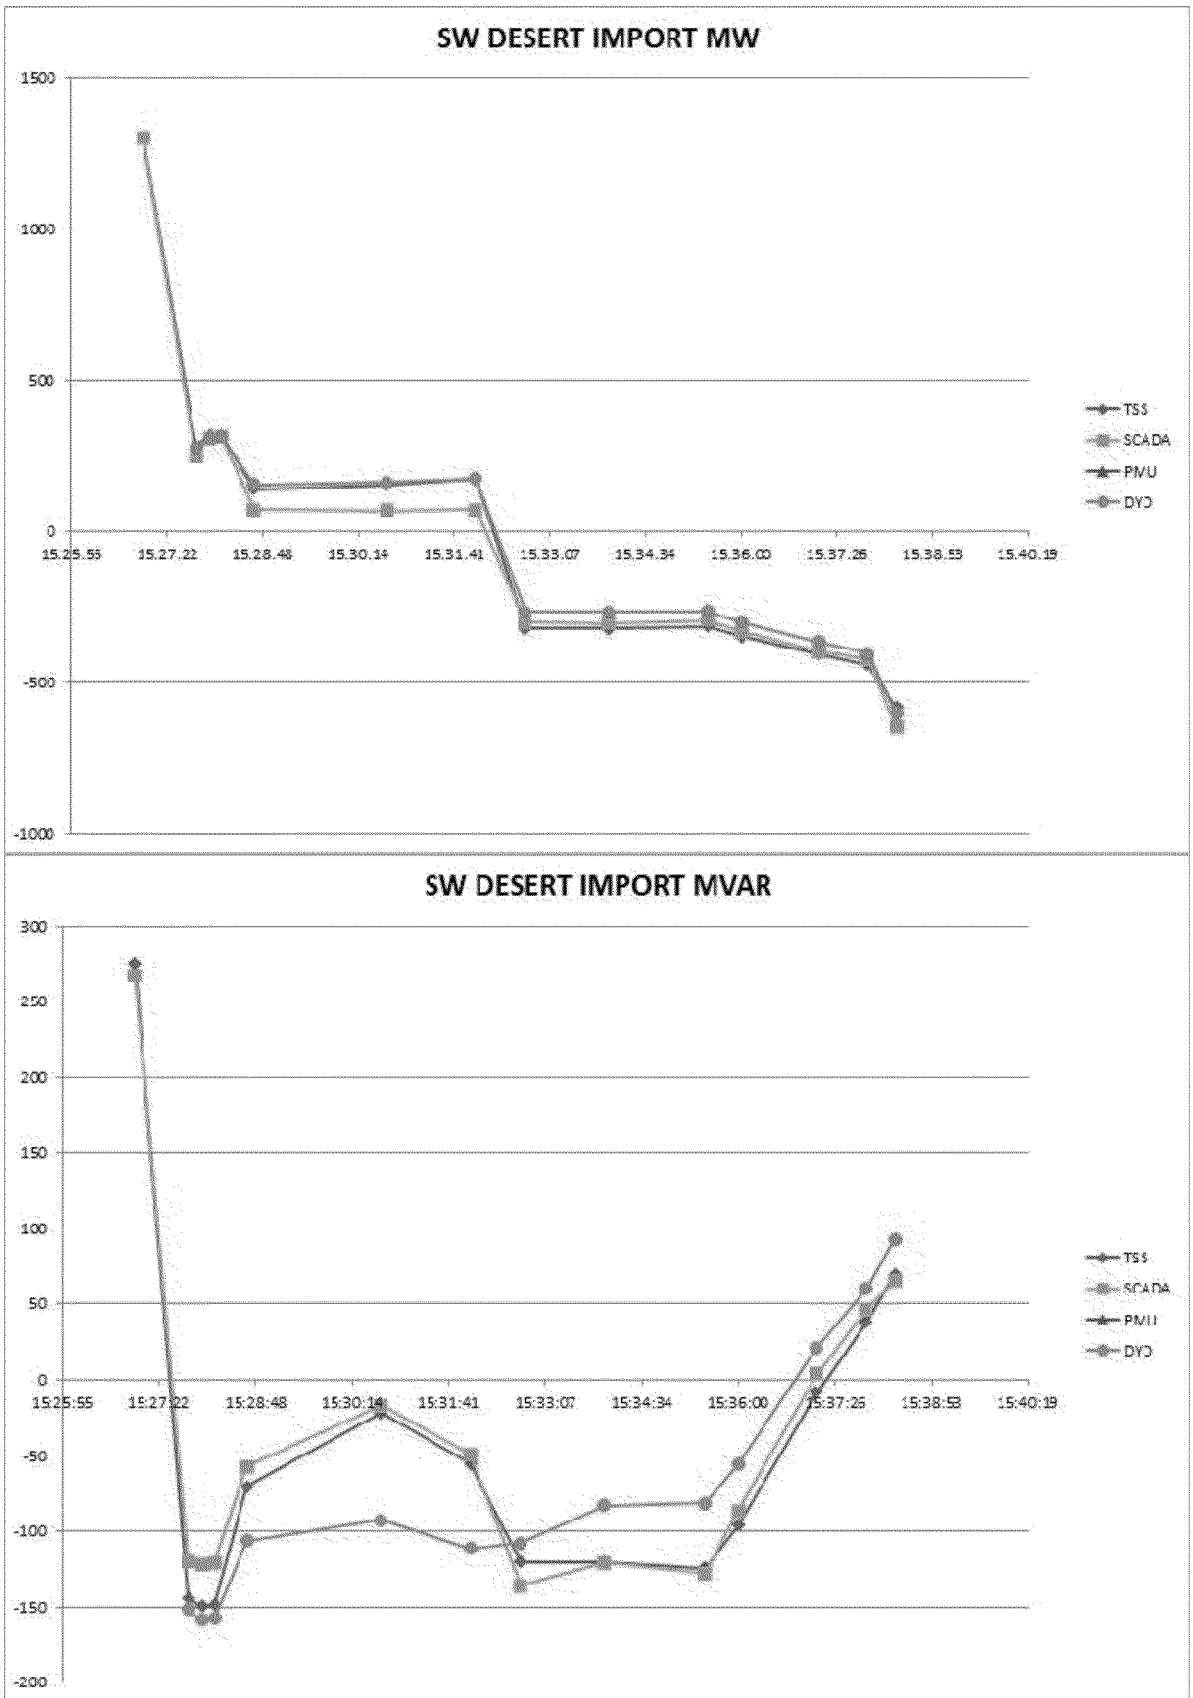 SW DESERT IMPORT MW
1500
1000
500
0
-500
-1000
15:25:55 15:27:22 15:28:48 15:30:14 15:31:41 15:33:07 15:34:34 15:36:00 15:37:26 15:38:53 15:40:19
TSS
SCADA
PMU
DYD
SW DESERT IMPORT MVAR
300
250
200
150
100
50
0
15:25:55 15:27:22 15:28:48 15:30:14 15:31:41 15:33:07 15:34:34 15:36:00 15:37:26 15:38:53 15:40:19
-50
-100
-150
-200
TSS
SCADA
PMU
DYD